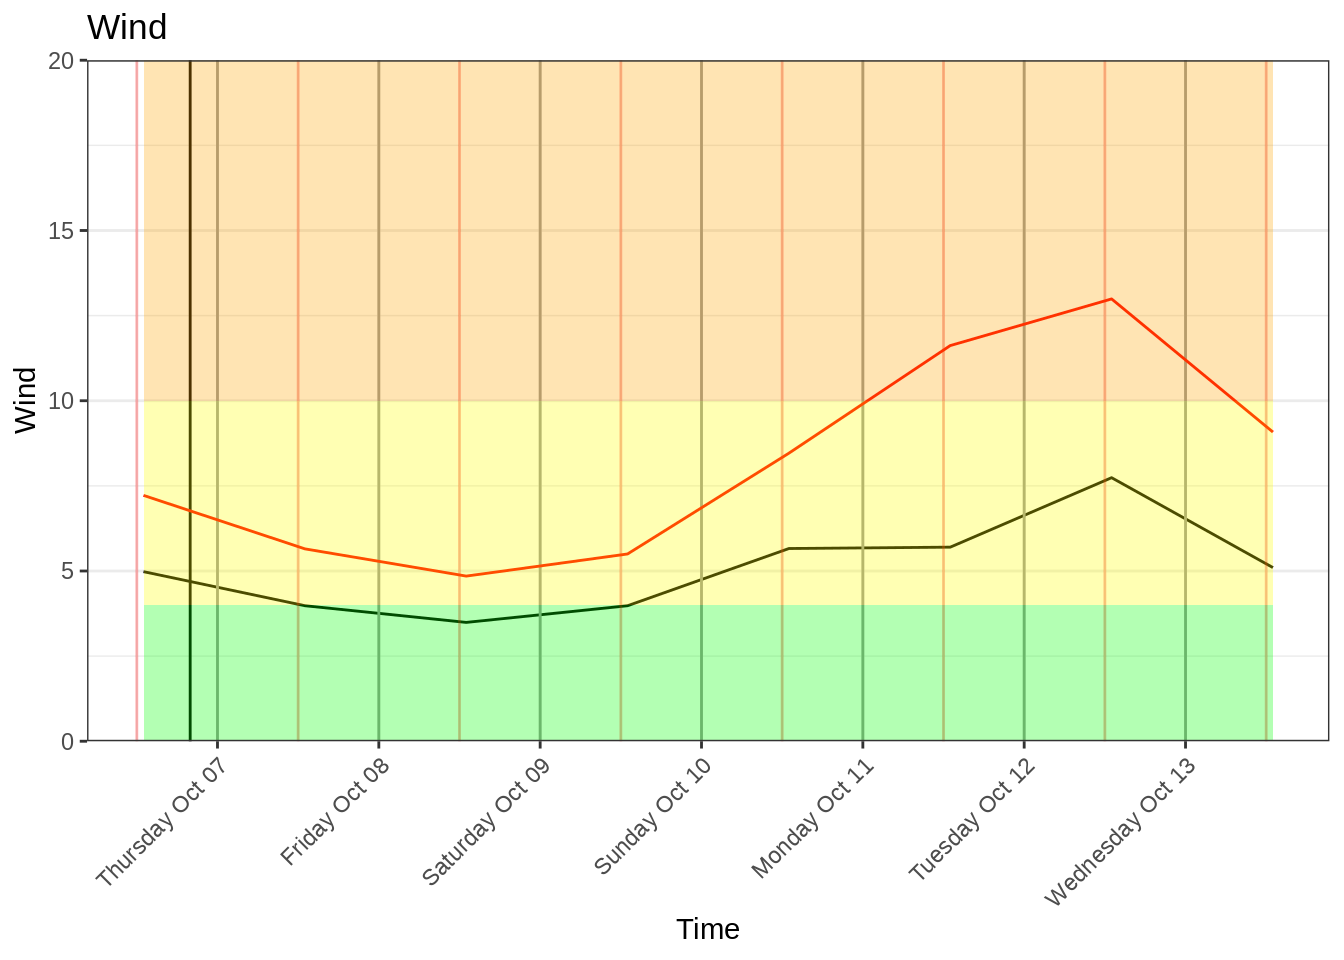 Wind
20
15
10
5
0
Wind
Thursday Oct 07
Friday Oct 08
Saturday Oct 09
Sunday Oct 10
Monday Oct 11
Tuesday Oct 12
Wednesday Oct 13
Time